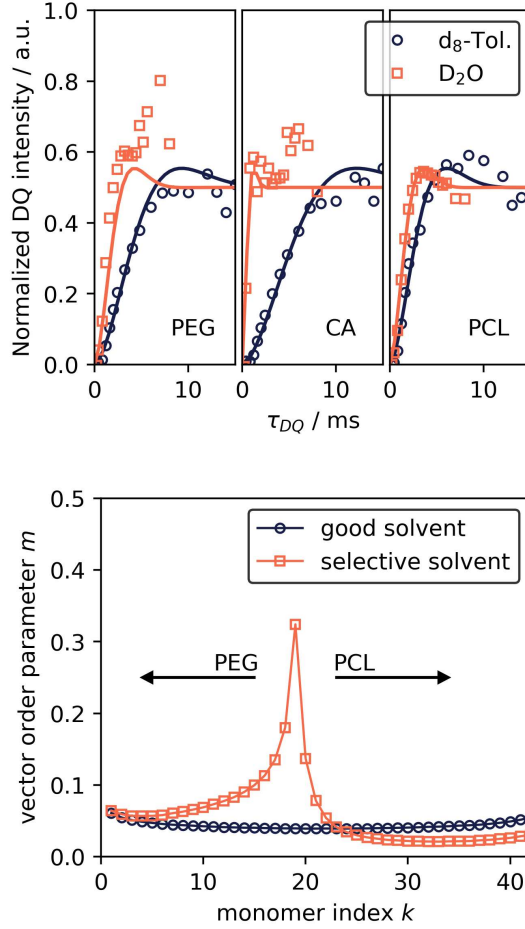 Normalized DQ intensity / a.u.
1.0
0.8
0.6
0.4
0.2
0.0
d₈-Tol.
D₂O
PEG
CA
PCL
0
10
0
10
0
10
τ_DQ / ms
vector order parameter m
0.5
0.4
0.3
0.2
0.1
0.0
good solvent
selective solvent
PEG
PCL
0
10
20
30
40
monomer index k